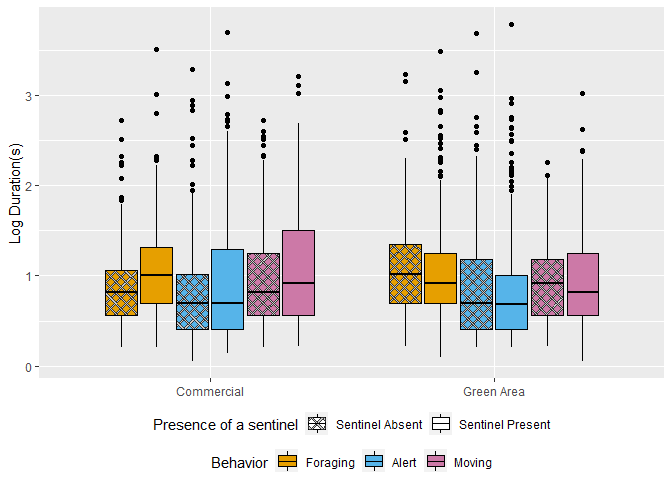 Log Duration(s)
3
2
1
0
Commercial Green Area
Presence of a sentinel Sentinel Absent Sentinel Present
Behavior Foraging Alert Moving